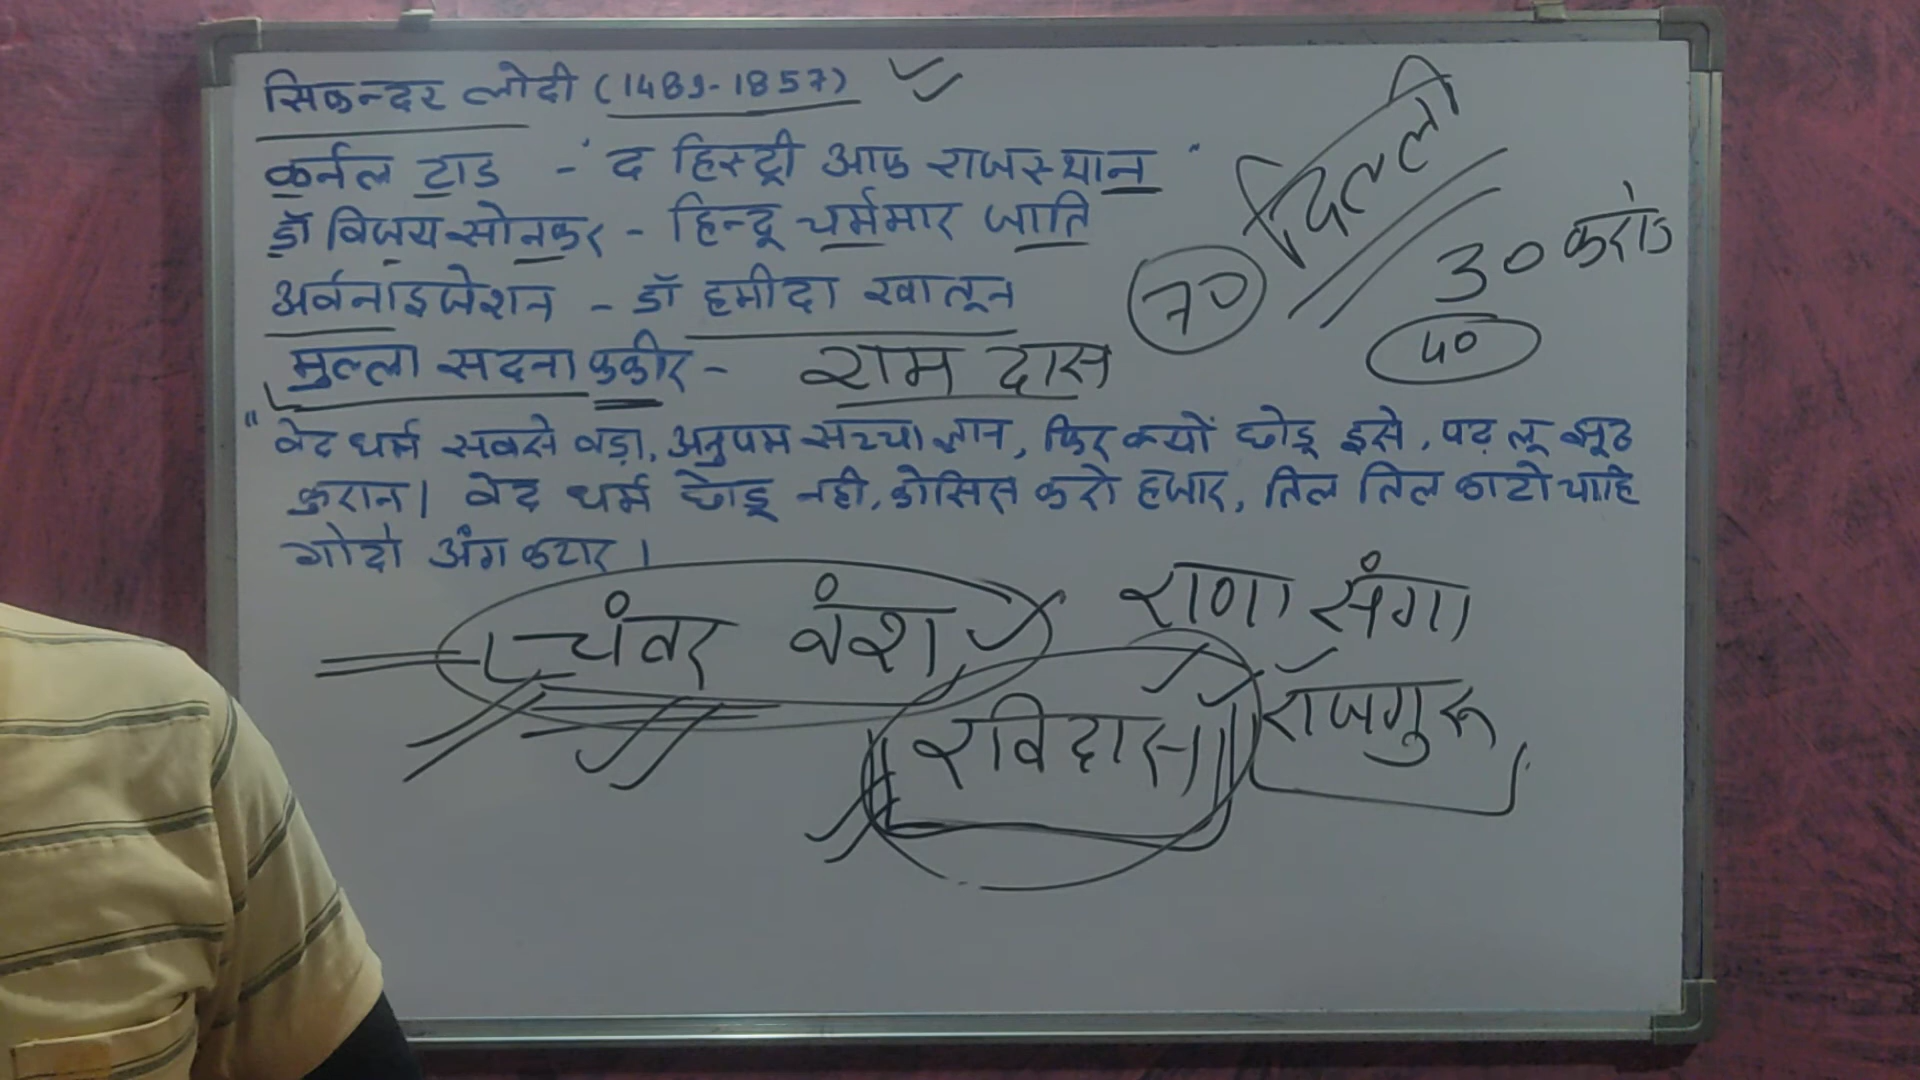 सिकन्दर लोदी (1489-1857)
कर्नल टाड - 'द हिस्ट्री आफ राजस्थान"
डॉ विजय सोनकर - हिन्दू चर्ममार जाति
अर्वनाइजेशन - डॉ हमीदा खातून
मुल्ला सदना फकीर - राम दास
"वेद धर्म सबसे बड़ा, अनुपम सच्चा ज्ञान, फिर क्यों छोडू इसे, पढ़ लू झूठ
कुरान। वेद धर्म छोडू नही, कोसिस करो हजार, तिल तिल काटो चाहि
गोदो अंग कटार।
दिल्ली
30 करोड
70
40
चंवर वंश
राणा संगा
रविदास
राजगुरू